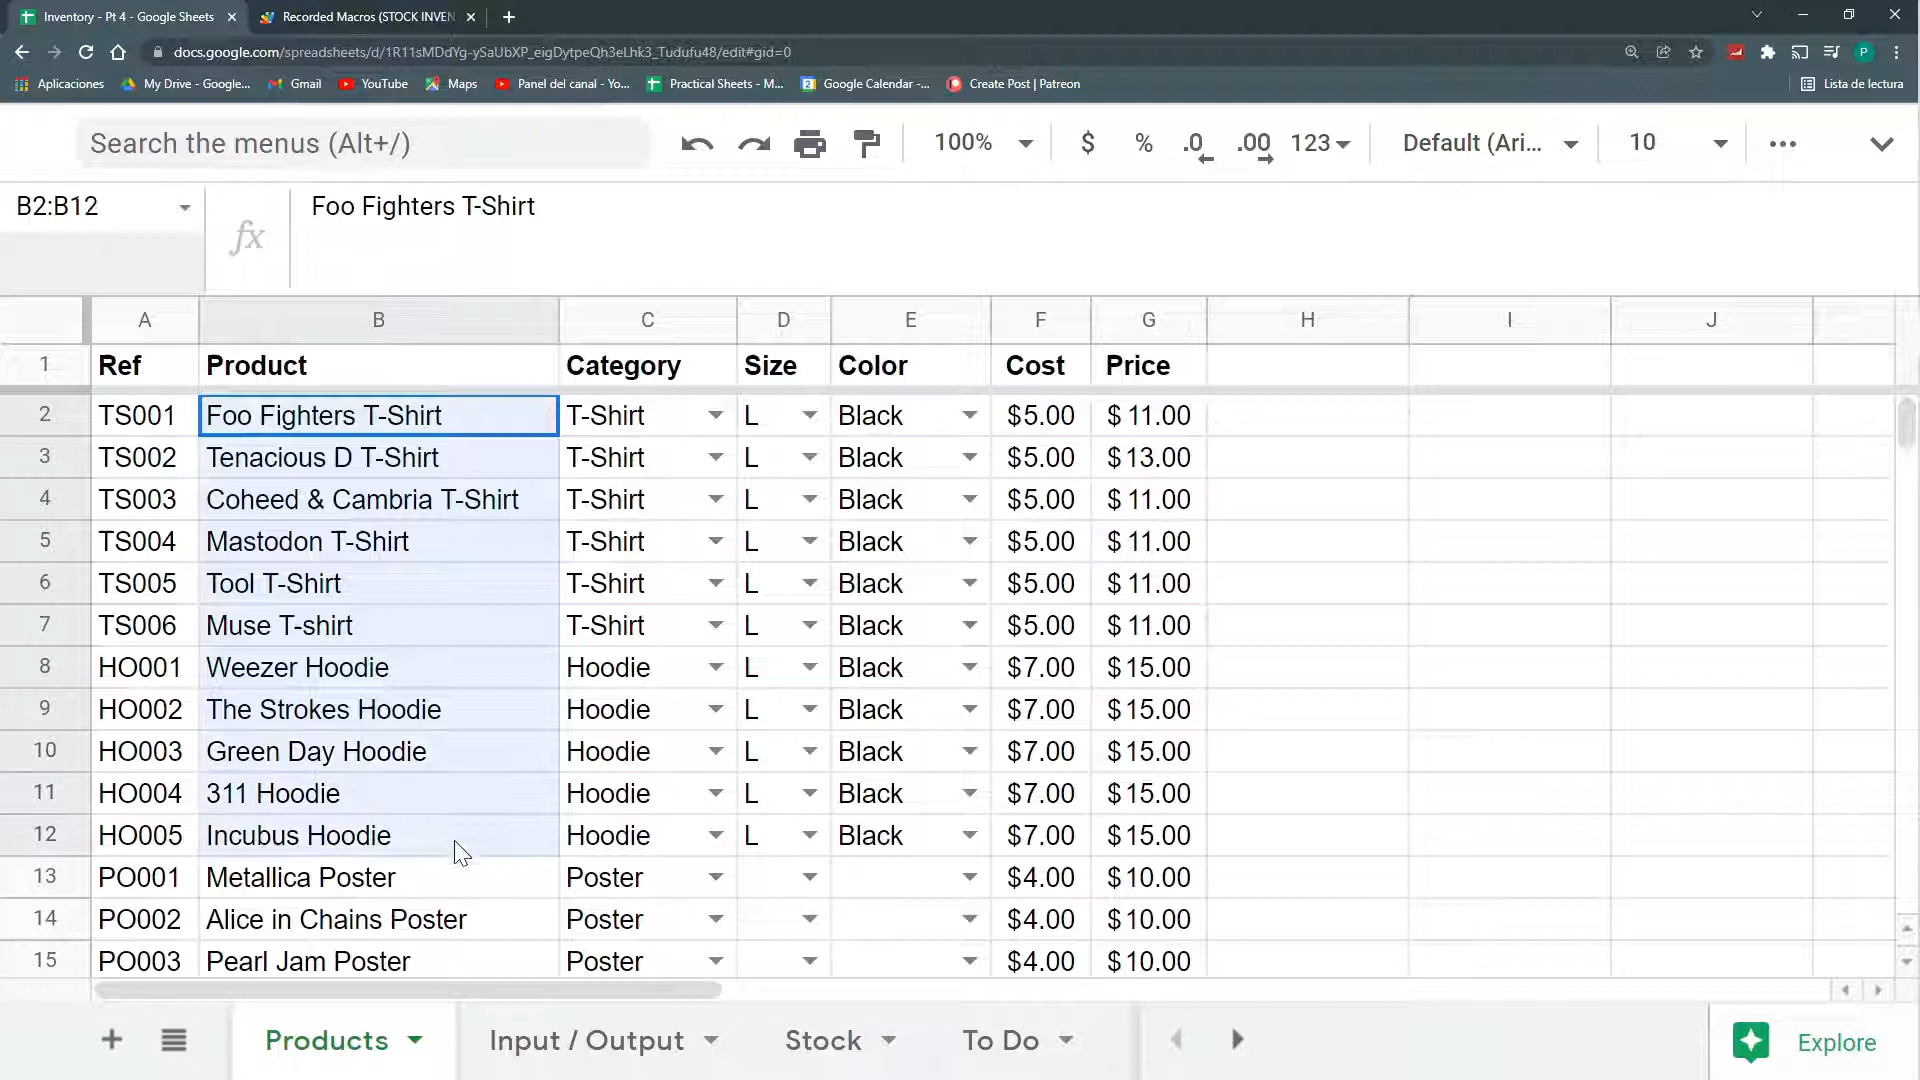 Inventory - Pt 4 - Google Sheets
Recorded Macros (STOCK INVEN
docs.google.com/spreadsheets/d/1R11sMDdYg-ySaUbXP_eigDytpeQh3eLhk3_Tudufu48/edit#gid=0
P
Aplicaciones My Drive - Google... Gmail YouTube Maps Panel del canal - Yo... Practical Sheets - M... Google Calendar -... Create Post | Patreon Lista de lectura
Search the menus (Alt+/) 100% $ % .0 .00 123 Default (Ari... 10
B2:B12 fx Foo Fighters T-Shirt
A B C D E F G H I J
1 Ref Product Category Size Color Cost Price
2 TS001 Foo Fighters T-Shirt T-Shirt L Black $5.00 $11.00
3 TS002 Tenacious D T-Shirt T-Shirt L Black $5.00 $13.00
4 TS003 Coheed & Cambria T-Shirt T-Shirt L Black $5.00 $11.00
5 TS004 Mastodon T-Shirt T-Shirt L Black $5.00 $11.00
6 TS005 Tool T-Shirt T-Shirt L Black $5.00 $11.00
7 TS006 Muse T-shirt T-Shirt L Black $5.00 $11.00
8 HO001 Weezer Hoodie Hoodie L Black $7.00 $15.00
9 HO002 The Strokes Hoodie Hoodie L Black $7.00 $15.00
10 HO003 Green Day Hoodie Hoodie L Black $7.00 $15.00
11 HO004 311 Hoodie Hoodie L Black $7.00 $15.00
12 HO005 Incubus Hoodie Hoodie L Black $7.00 $15.00
13 PO001 Metallica Poster Poster $4.00 $10.00
14 PO002 Alice in Chains Poster Poster $4.00 $10.00
15 PO003 Pearl Jam Poster Poster $4.00 $10.00
Products Input / Output Stock To Do Explore